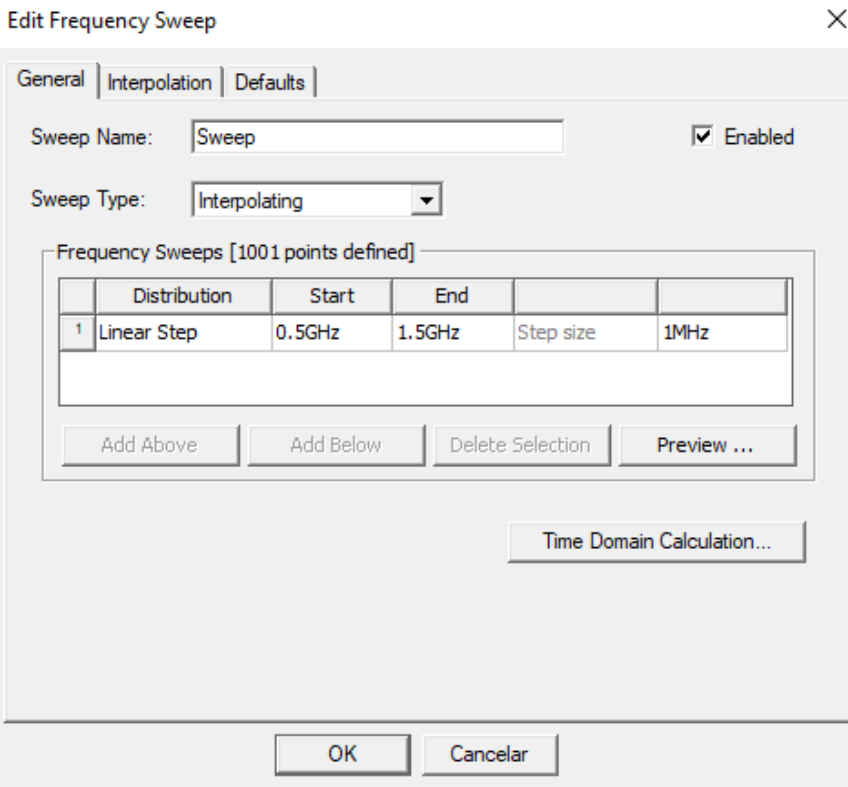 Edit Frequency Sweep
General Interpolation Defaults
Sweep Name: Sweep Enabled
Sweep Type: Interpolating
Frequency Sweeps [1001 points defined]
Distribution Start End
1 Linear Step 0.5GHz 1.5GHz Step size 1MHz
Add Above Add Below Delete Selection Preview ...
Time Domain Calculation...
OK Cancelar